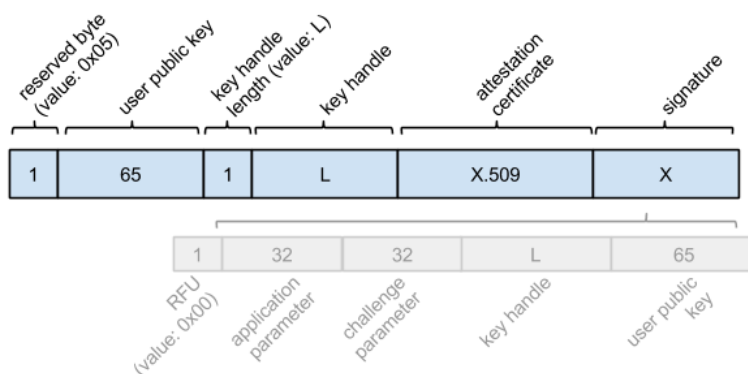 reserved byte
(value: 0x05)
user public key
key handle
length (value: L)
key handle
attestation
certificate
signature
1
65
1
L
X.509
X
1
32
32
L
65
RFU
(value: 0x00)
application
parameter
challenge
parameter
key handle
user public
key